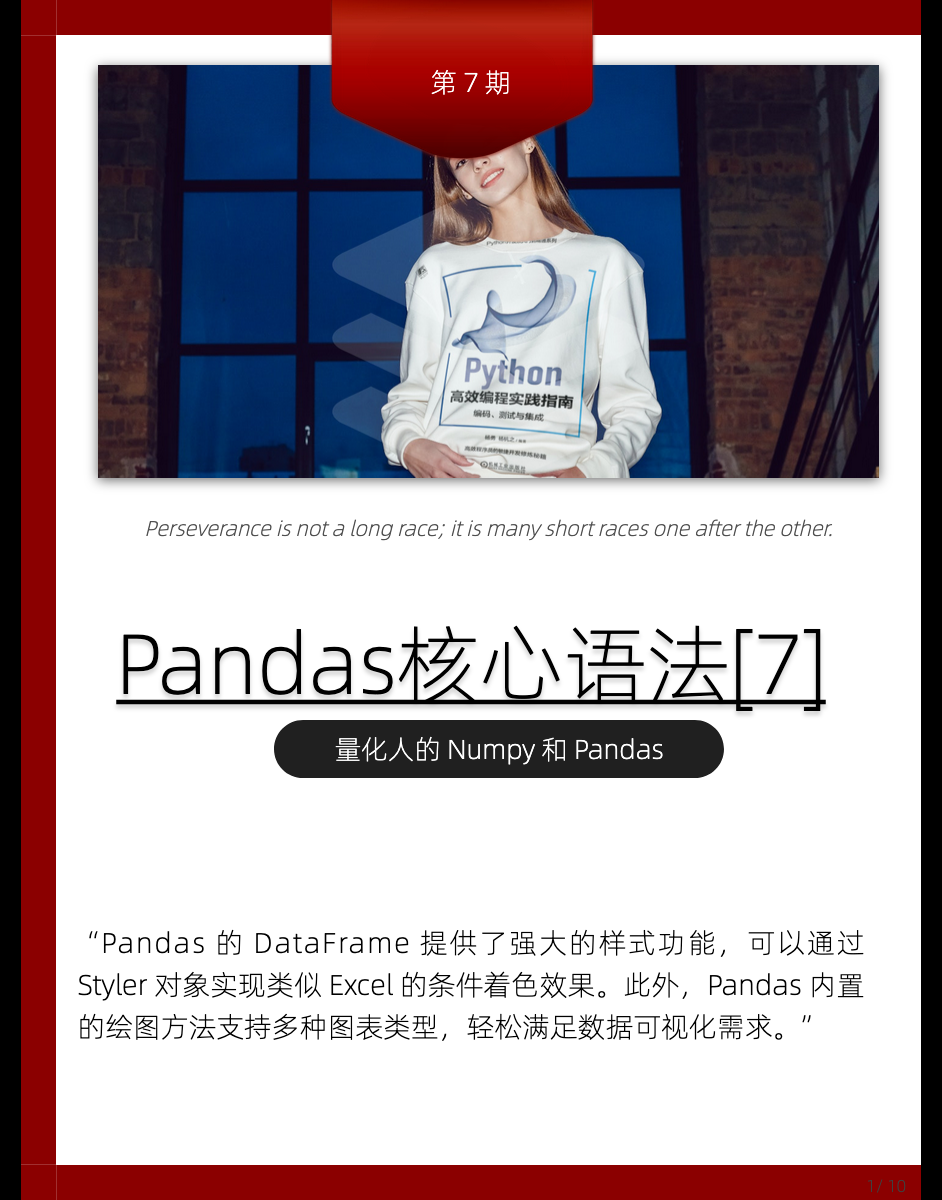 第 7 期
Python
高效编程实践指南
编码、测试与集成
Perseverance is not a long race; it is many short races one after the other.
Pandas核心语法[7]
量化人的 Numpy 和 Pandas
“Pandas 的 DataFrame 提供了强大的样式功能，可以通过
Styler 对象实现类似 Excel 的条件着色效果。此外，Pandas 内置
的绘图方法支持多种图表类型，轻松满足数据可视化需求。”
1/ 10